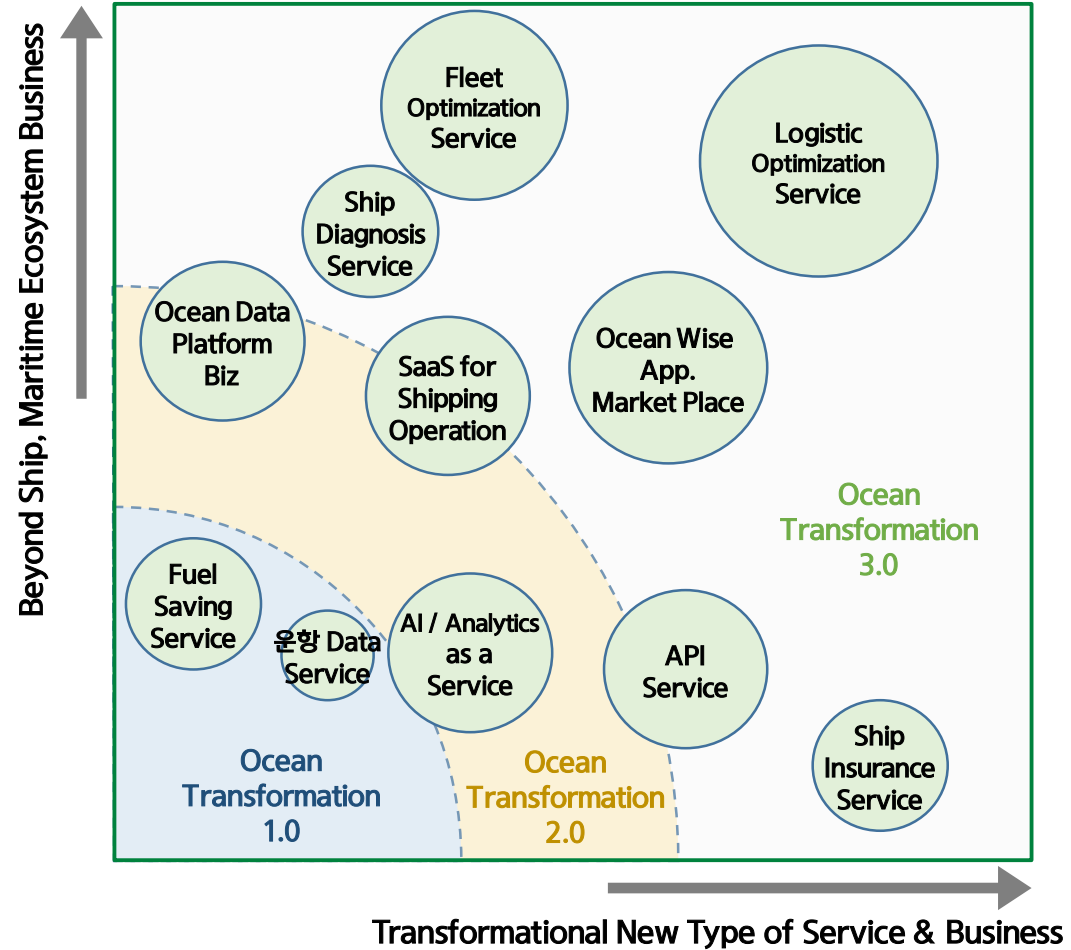 Beyond Ship, Maritime Ecosystem Business
Fleet
Optimization
Service
Logistic
Optimization
Service
Ship
Diagnosis
Service
Ocean Data
Platform
Biz
SaaS for
Shipping
Operation
Ocean Wise
App.
Market Place
Ocean
Transformation
3.0
Fuel
Saving
Service
운항 Data
Service
AI / Analytics
as a
Service
API
Service
Ship
Insurance
Service
Ocean
Transformation
1.0
Ocean
Transformation
2.0
Transformational New Type of Service & Business